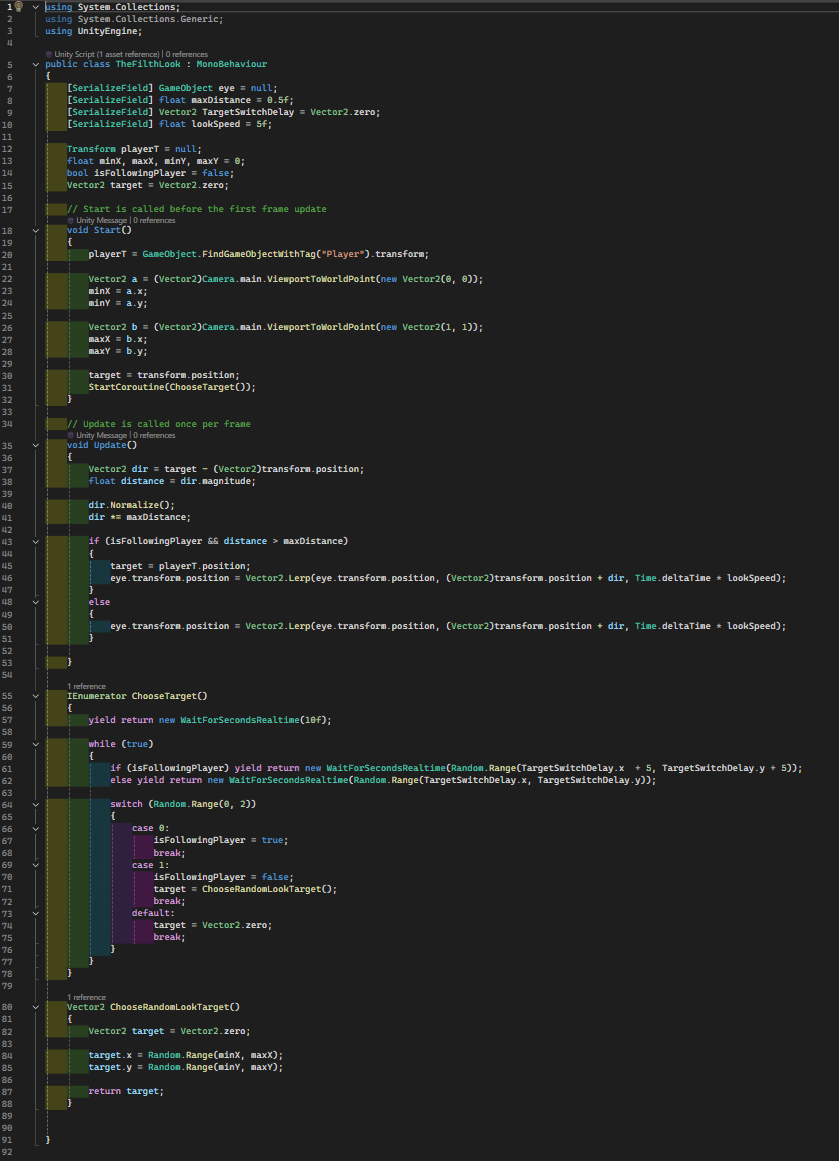 1 using System.Collections;
2 using System.Collections.Generic;
3 using UnityEngine;
4
Unity Script (1 asset reference) | 0 references
5 public class TheFilthLook : MonoBehaviour
6 {
7 [SerializeField] GameObject eye = null;
8 [SerializeField] float maxDistance = 0.5f;
9 [SerializeField] Vector2 TargetSwitchDelay = Vector2.zero;
10 [SerializeField] float lookSpeed = 5f;
11
12 Transform playerT = null;
13 float minX, maxX, minY, maxY = 0;
14 bool isFollowingPlayer = false;
15 Vector2 target = Vector2.zero;
16
17 // Start is called before the first frame update
Unity Message | 0 references
18 void Start()
19 {
20 playerT = GameObject.FindGameObjectWithTag("Player").transform;
21
22 Vector2 a = (Vector2)Camera.main.ViewportToWorldPoint(new Vector2(0, 0));
23 minX = a.x;
24 minY = a.y;
25
26 Vector2 b = (Vector2)Camera.main.ViewportToWorldPoint(new Vector2(1, 1));
27 maxX = b.x;
28 maxY = b.y;
29
30 target = transform.position;
31 StartCoroutine(ChooseTarget());
32 }
33
34 // Update is called once per frame
Unity Message | 0 references
35 void Update()
36 {
37 Vector2 dir = target - (Vector2)transform.position;
38 float distance = dir.magnitude;
39
40 dir.Normalize();
41 dir *= maxDistance;
42
43 if (isFollowingPlayer && distance > maxDistance)
44 {
45 target = playerT.position;
46 eye.transform.position = Vector2.Lerp(eye.transform.position, (Vector2)transform.position + dir, Time.deltaTime * lookSpeed);
47 }
48 else
49 {
50 eye.transform.position = Vector2.Lerp(eye.transform.position, (Vector2)transform.position + dir, Time.deltaTime * lookSpeed);
51 }
52
53 }
54
1 reference
55 IEnumerator ChooseTarget()
56 {
57 yield return new WaitForSecondsRealtime(10f);
58
59 while (true)
60 {
61 if (isFollowingPlayer) yield return new WaitForSecondsRealtime(Random.Range(TargetSwitchDelay.x + 5, TargetSwitchDelay.y + 5));
62 else yield return new WaitForSecondsRealtime(Random.Range(TargetSwitchDelay.x, TargetSwitchDelay.y));
63
64 switch (Random.Range(0, 2))
65 {
66 case 0:
67 isFollowingPlayer = true;
68 break;
69 case 1:
70 isFollowingPlayer = false;
71 target = ChooseRandomLookTarget();
72 break;
73 default:
74 target = Vector2.zero;
75 break;
76 }
77 }
78 }
79
1 reference
80 Vector2 ChooseRandomLookTarget()
81 {
82 Vector2 target = Vector2.zero;
83
84 target.x = Random.Range(minX, maxX);
85 target.y = Random.Range(minY, maxY);
86
87 return target;
88 }
89
90
91 }
92